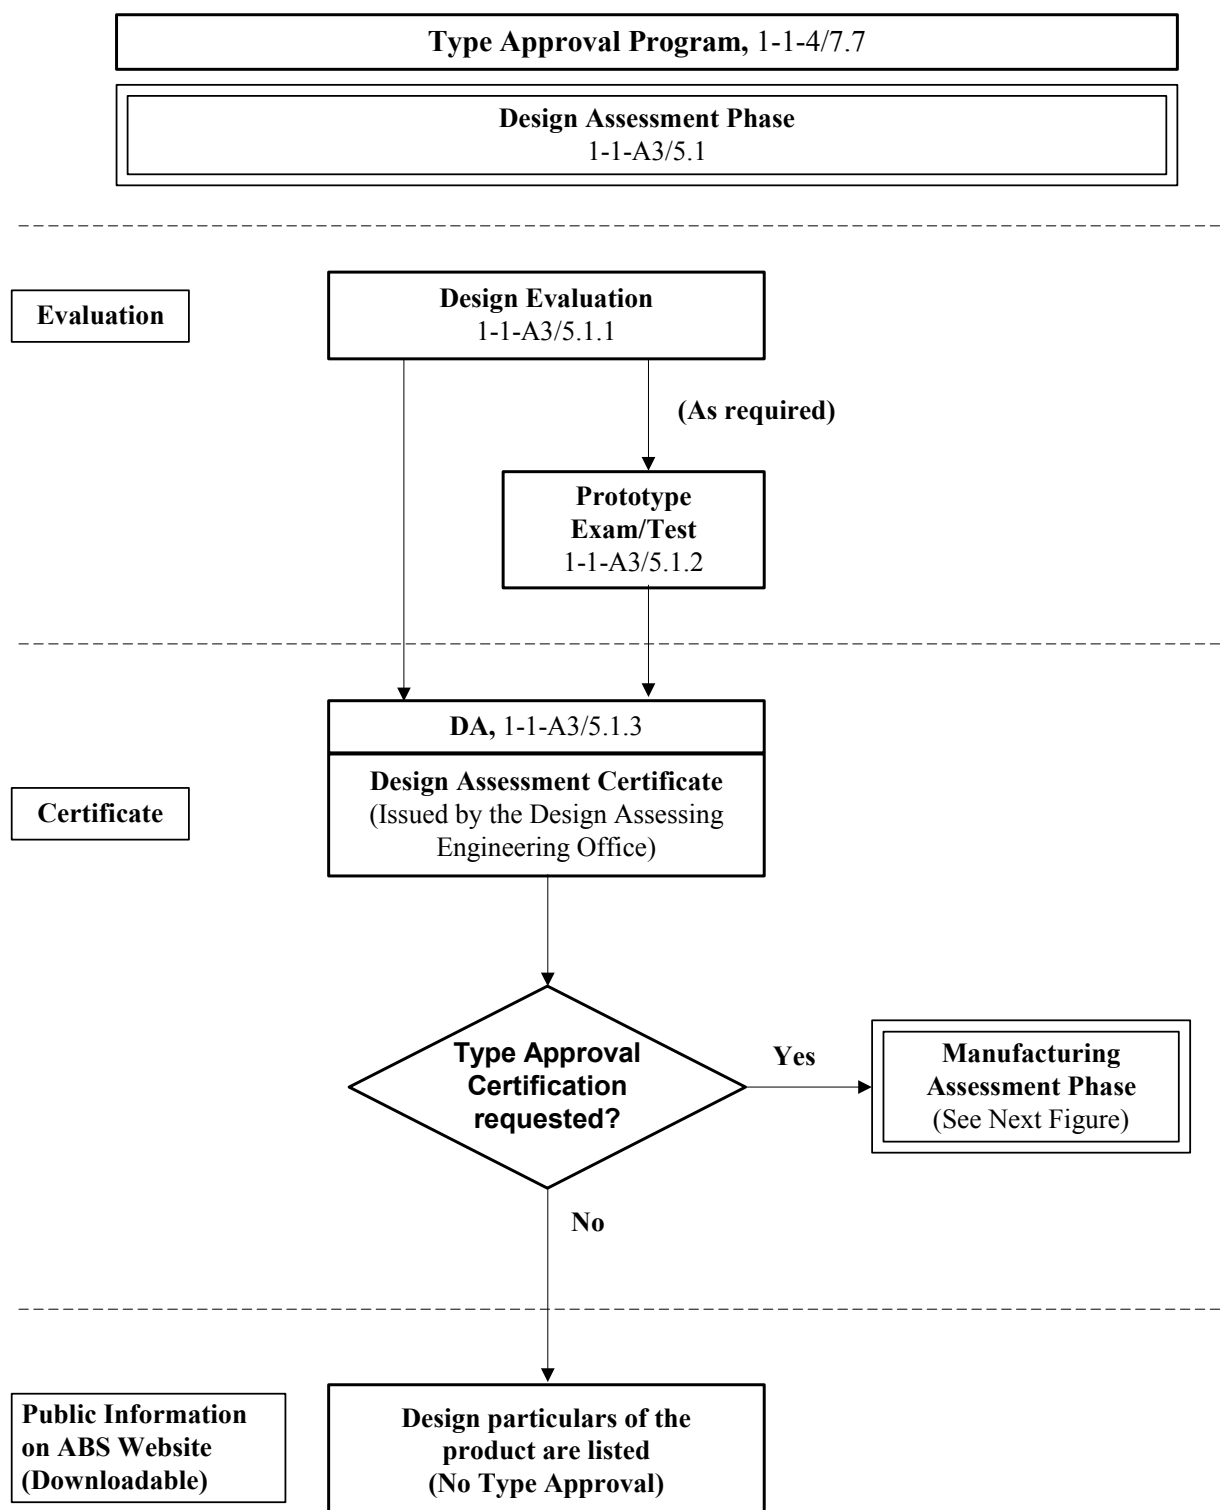 Type Approval Program, 1-1-4/7.7
Design Assessment Phase
1-1-A3/5.1
Evaluation
Design Evaluation
1-1-A3/5.1.1
(As required)
Prototype
Exam/Test
1-1-A3/5.1.2
DA, 1-1-A3/5.1.3
Certificate
Design Assessment Certificate
(Issued by the Design Assessing
Engineering Office)
Type Approval
Certification
requested?
Yes
Manufacturing
Assessment Phase
(See Next Figure)
No
Public Information
on ABS Website
(Downloadable)
Design particulars of the
product are listed
(No Type Approval)